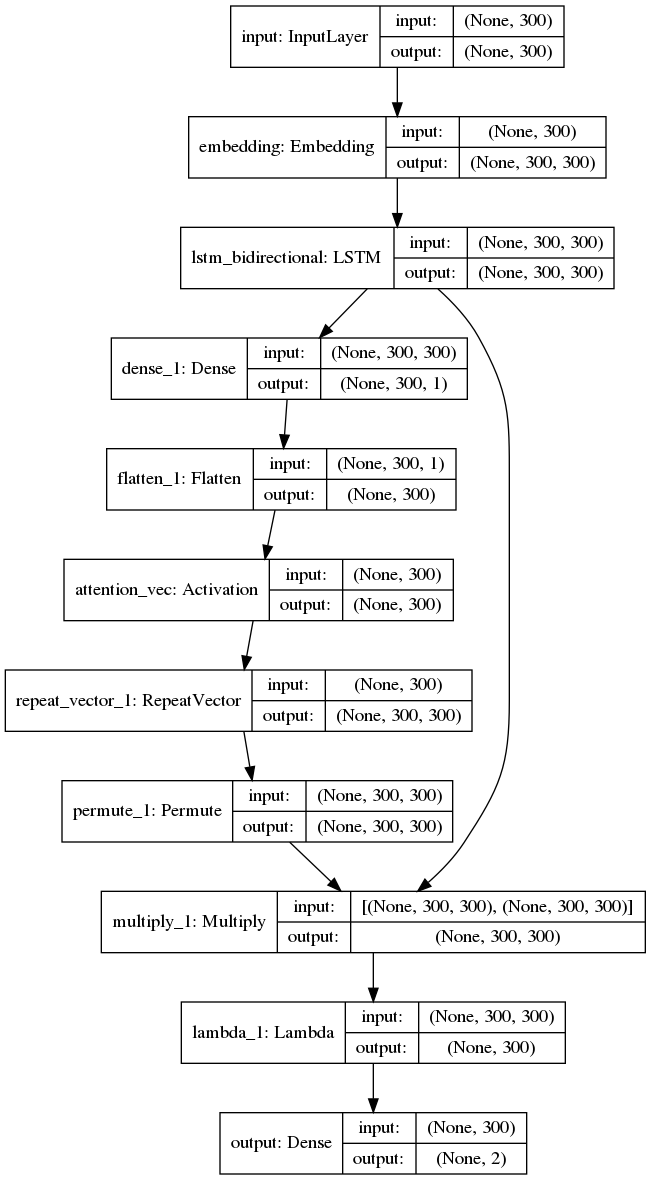 input: InputLayer
input: (None, 300)
output: (None, 300)
embedding: Embedding
input: (None, 300)
output: (None, 300, 300)
lstm_bidirectional: LSTM
input: (None, 300, 300)
output: (None, 300, 300)
dense_1: Dense
input: (None, 300, 300)
output: (None, 300, 1)
flatten_1: Flatten
input: (None, 300, 1)
output: (None, 300)
attention_vec: Activation
input: (None, 300)
output: (None, 300)
repeat_vector_1: RepeatVector
input: (None, 300)
output: (None, 300, 300)
permute_1: Permute
input: (None, 300, 300)
output: (None, 300, 300)
multiply_1: Multiply
input: [(None, 300, 300), (None, 300, 300)]
output: (None, 300, 300)
lambda_1: Lambda
input: (None, 300, 300)
output: (None, 300)
output: Dense
input: (None, 300)
output: (None, 2)